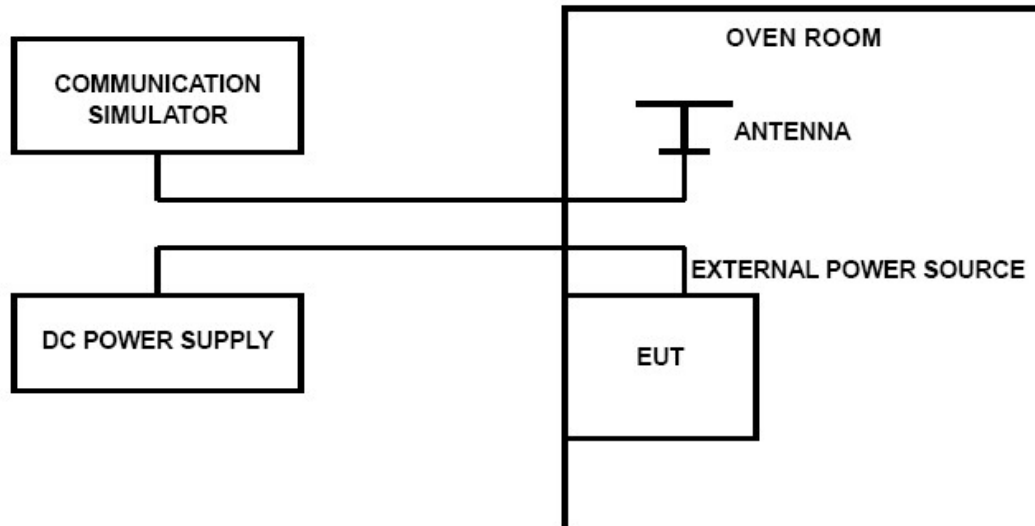 OVEN ROOM
COMMUNICATION
SIMULATOR
ANTENNA
EXTERNAL POWER SOURCE
DC POWER SUPPLY
EUT